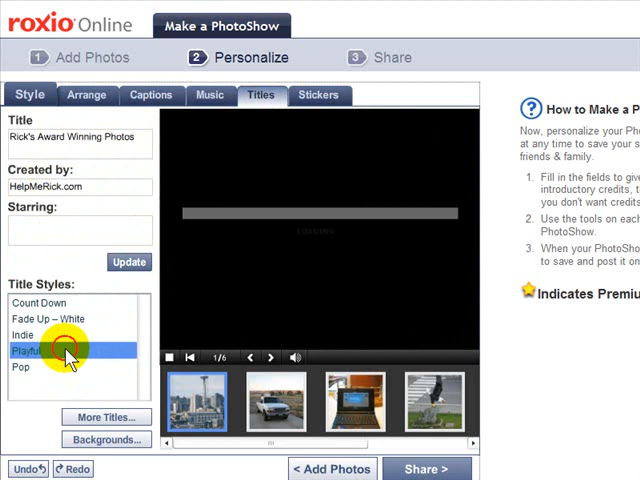 roxio Online
Make a PhotoShow
1 Add Photos
2 Personalize
3 Share
Style
Arrange
Captions
Music
Titles
Stickers
Title
Rick's Award Winning Photos
Created by:
HelpMeRick.com
Starring:
Update
Title Styles:
Count Down
Fade Up – White
Indie
Playful
Pop
More Titles...
Backgrounds...
Undo
Redo
LOADING
1/6
< Add Photos
Share >
? How to Make a P
Now, personalize your Ph
at any time to save your s
friends & family.
1. Fill in the fields to giv
introductory credits, t
you don't want credits
2. Use the tools on each
PhotoShow.
3. When your PhotoSho
to save and post it on
Indicates Premiu